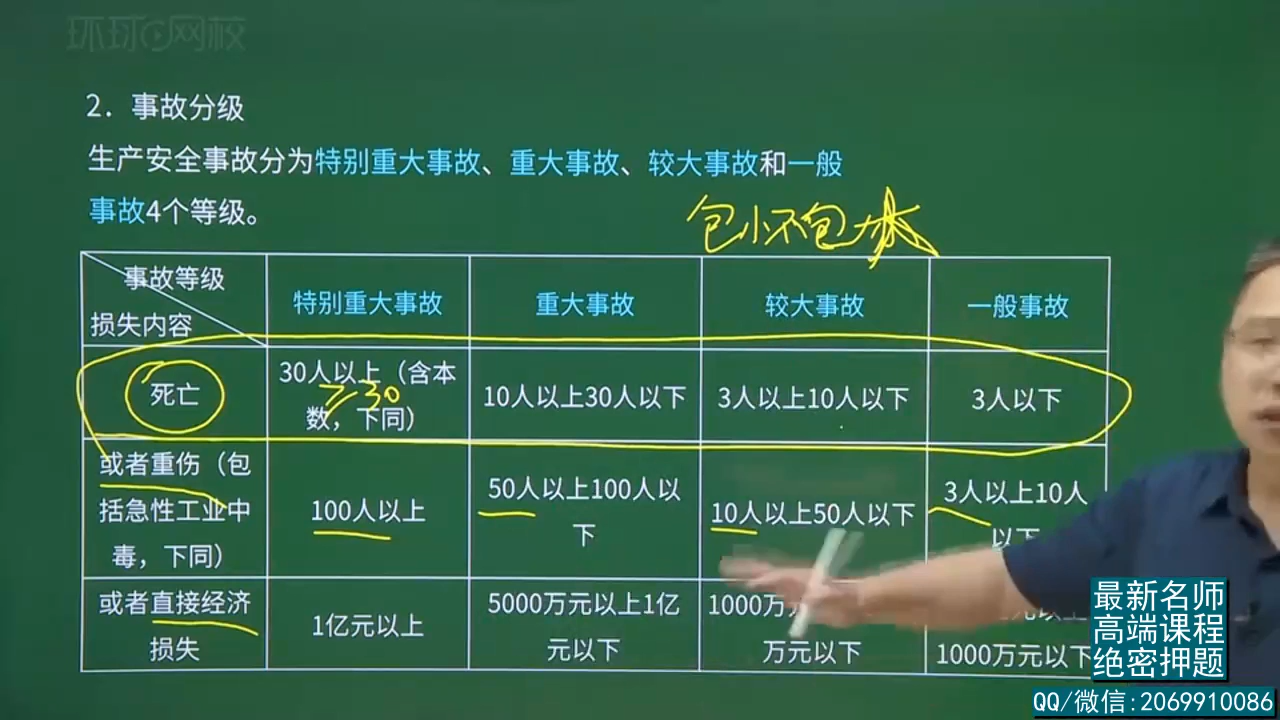 环球网校
2. 事故分级
生产安全事故分为特别重大事故、重大事故、较大事故和一般
事故4个等级。
包小不包大
事故等级
损失内容
特别重大事故
重大事故
较大事故
一般事故
死亡
30人以上（含本
数，下同）
≥30
10人以上30人以下
3人以上10人以下
3人以下
或者重伤（包
括急性工业中
毒，下同）
100人以上
50人以上100人以
下
10人以上50人以下
3人以上10人
以下
或者直接经济
损失
1亿元以上
5000万元以上1亿
元以下
1000万
万元以下
元以上
1000万元以下
最新名师
高端课程
绝密押题
QQ/微信:2069910086